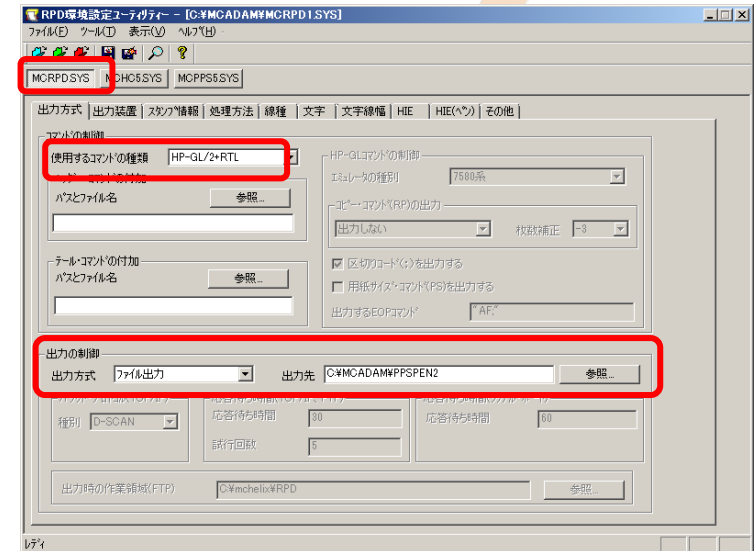 RPD環境設定ユーティリティー - [C:¥MCADAM¥MCRPD1.SYS]
ファイル(F) ツール(T) 表示(V) ヘルプ(H)
MCRPD.SYS MCHC5.SYS MCPPS5.SYS
出力方式 出力装置 スタンプ情報 処理方法 線種 文字 文字線幅 HIE HIE(ペン) その他
コマンドの制御
使用するコマンドの種類 HP-GL/2+RTL
パスとファイル名 参照...
テール・コマンドの付加
パスとファイル名 参照...
HP-GLコマンドの制御
エミュレータの種別 7580系
コピー・コマンド(RP)の出力
出力しない 枚数補正 -3
区切りコード(;)を出力する
用紙サイズ・コマンド(PS)を出力する
出力するEOPコマンド "AF;"
出力の制御
出力方式 ファイル出力 出力先 C:¥MCADAM¥PPSPEN2 参照...
種別 D-SCAN
応答待ち時間 30
試行回数 5
応答待ち時間 60
出力時の作業領域(FTP) C:¥mchelix¥RPD 参照...
レディ